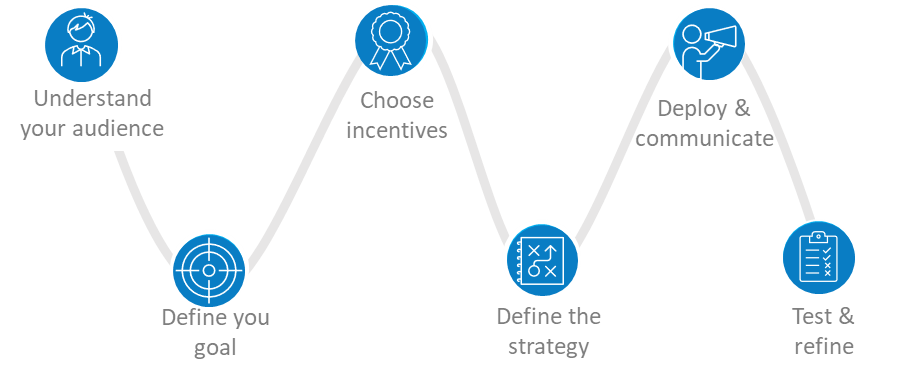 Understand
your audience
Define you
goal
Choose
incentives
Define the
strategy
Deploy &
communicate
Test &
refine